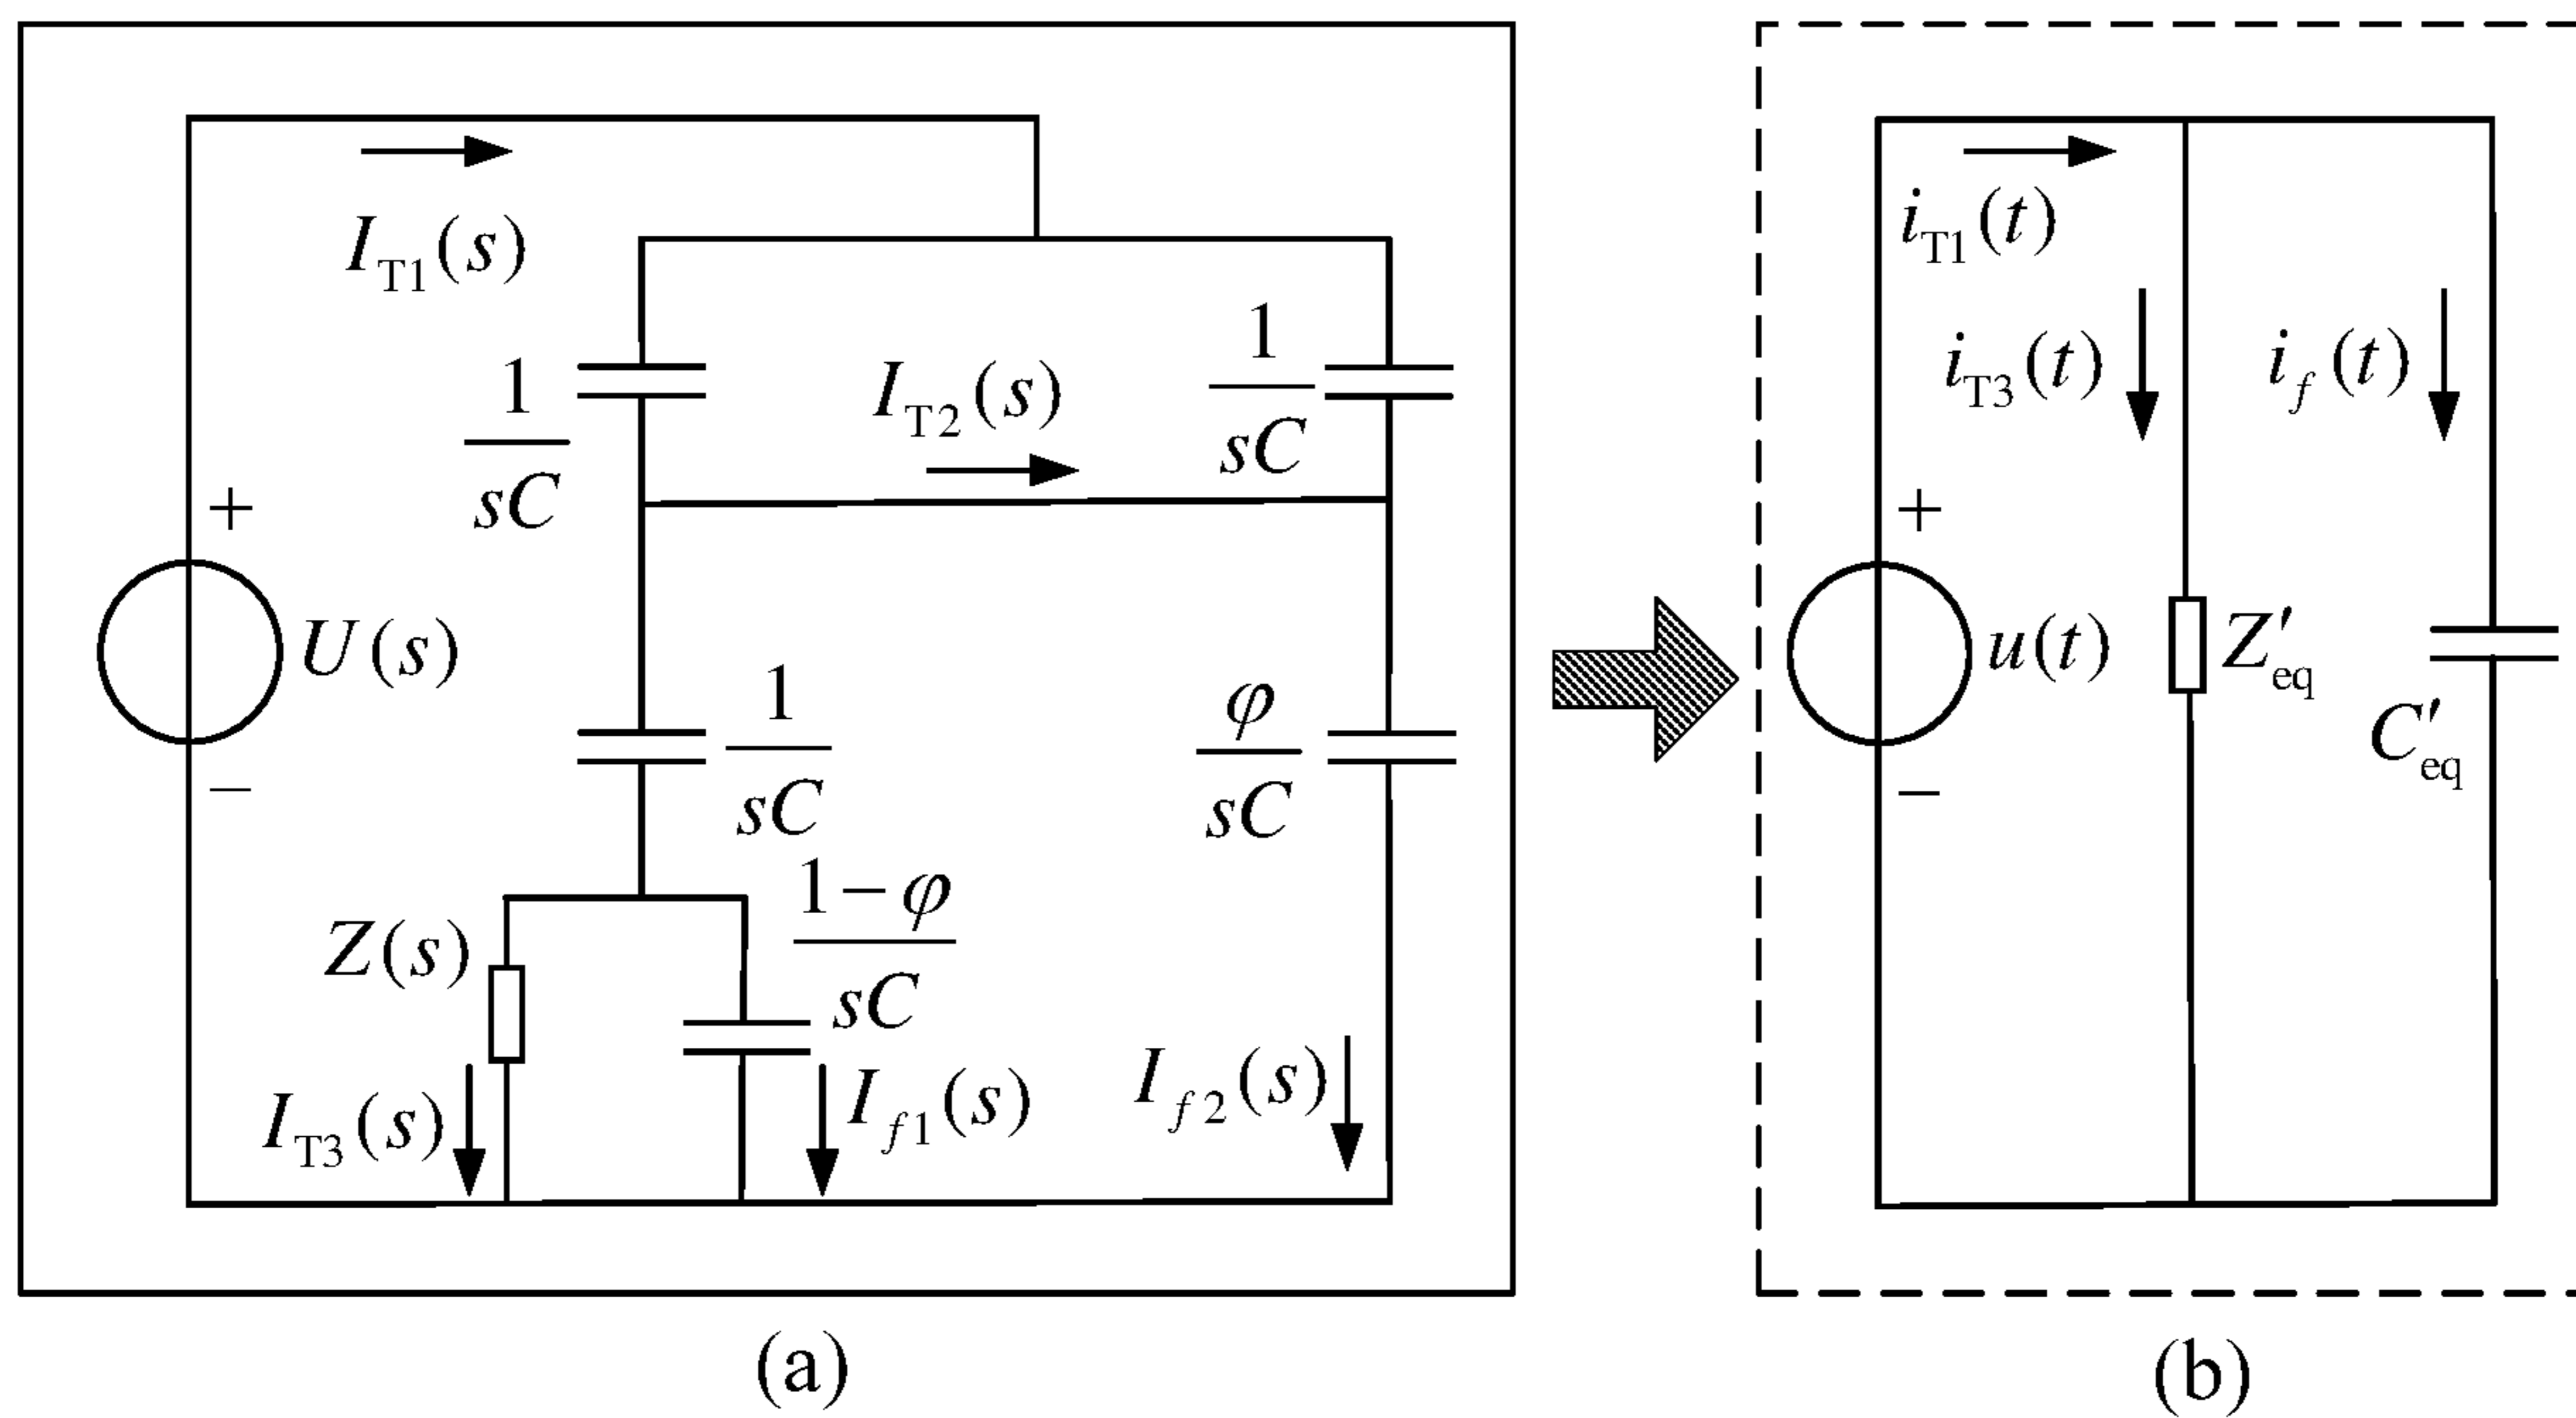 I_T1(s)
1/sC
I_T2(s)
1/sC
+
U(s)
−
1/sC
φ/sC
Z(s)
1−φ/sC
I_T3(s)
I_f1(s)
I_f2(s)
(a)
i_T1(t)
i_T3(t)
i_f(t)
+
u(t)
−
Z′_eq
C′_eq
(b)